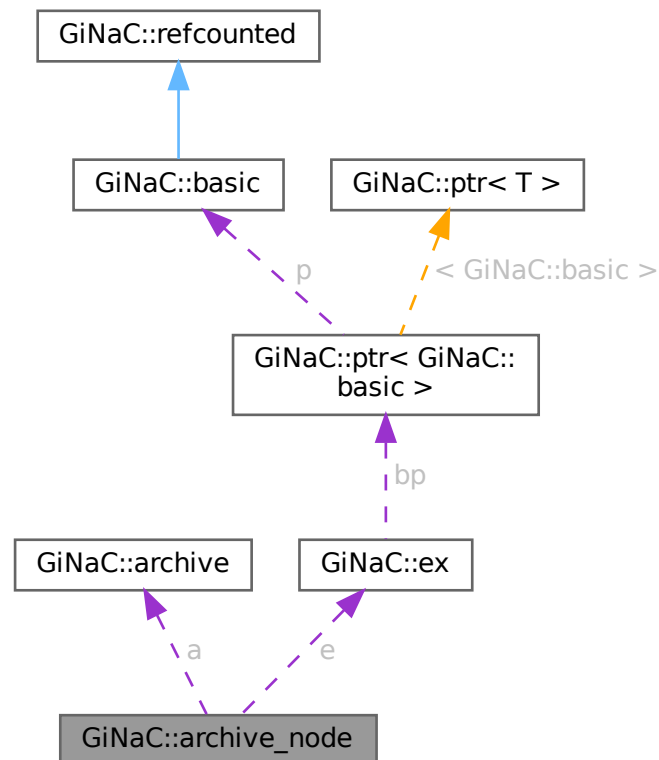 GiNaC::refcounted
GiNaC::basic
GiNaC::ptr< T >
p
< GiNaC::basic >
GiNaC::ptr< GiNaC::
basic >
bp
GiNaC::archive
GiNaC::ex
a
e
GiNaC::archive_node